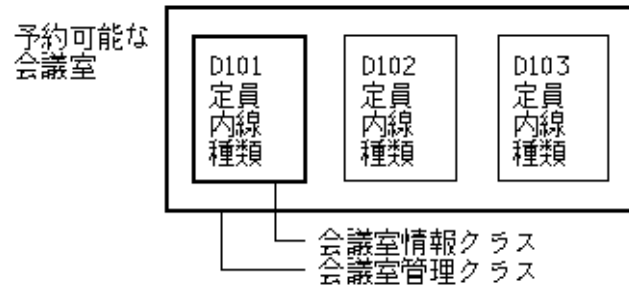 予約可能な
会議室
D101
定員
内線
種類
D102
定員
内線
種類
D103
定員
内線
種類
会議室情報クラス
会議室管理クラス